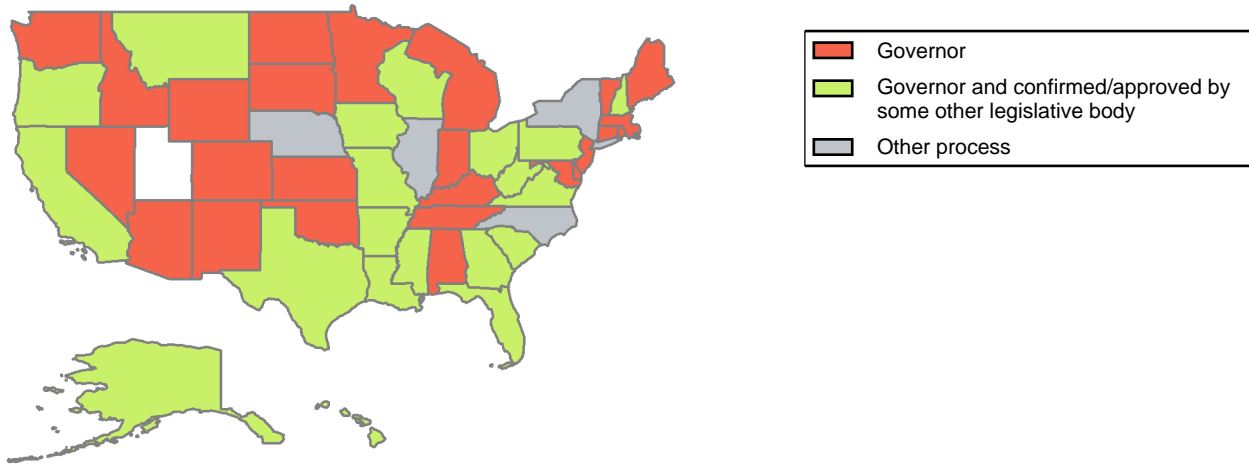 Governor
Governor and confirmed/approved by
some other legislative body
Other process